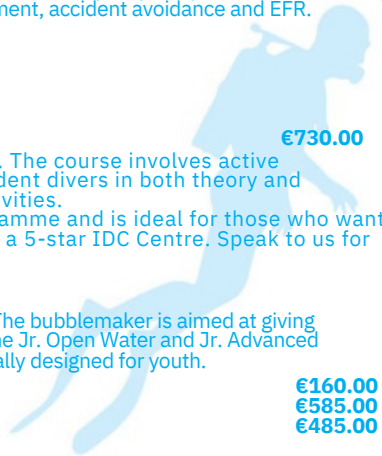 ment, accident avoidance and EFR.
€730.00
. The course involves active
dent divers in both theory and
vities.
amme and is ideal for those who want
a 5-star IDC Centre. Speak to us for
The bubblemaker is aimed at giving
e Jr. Open Water and Jr. Advanced
ally designed for youth.
€160.00
€585.00
€485.00